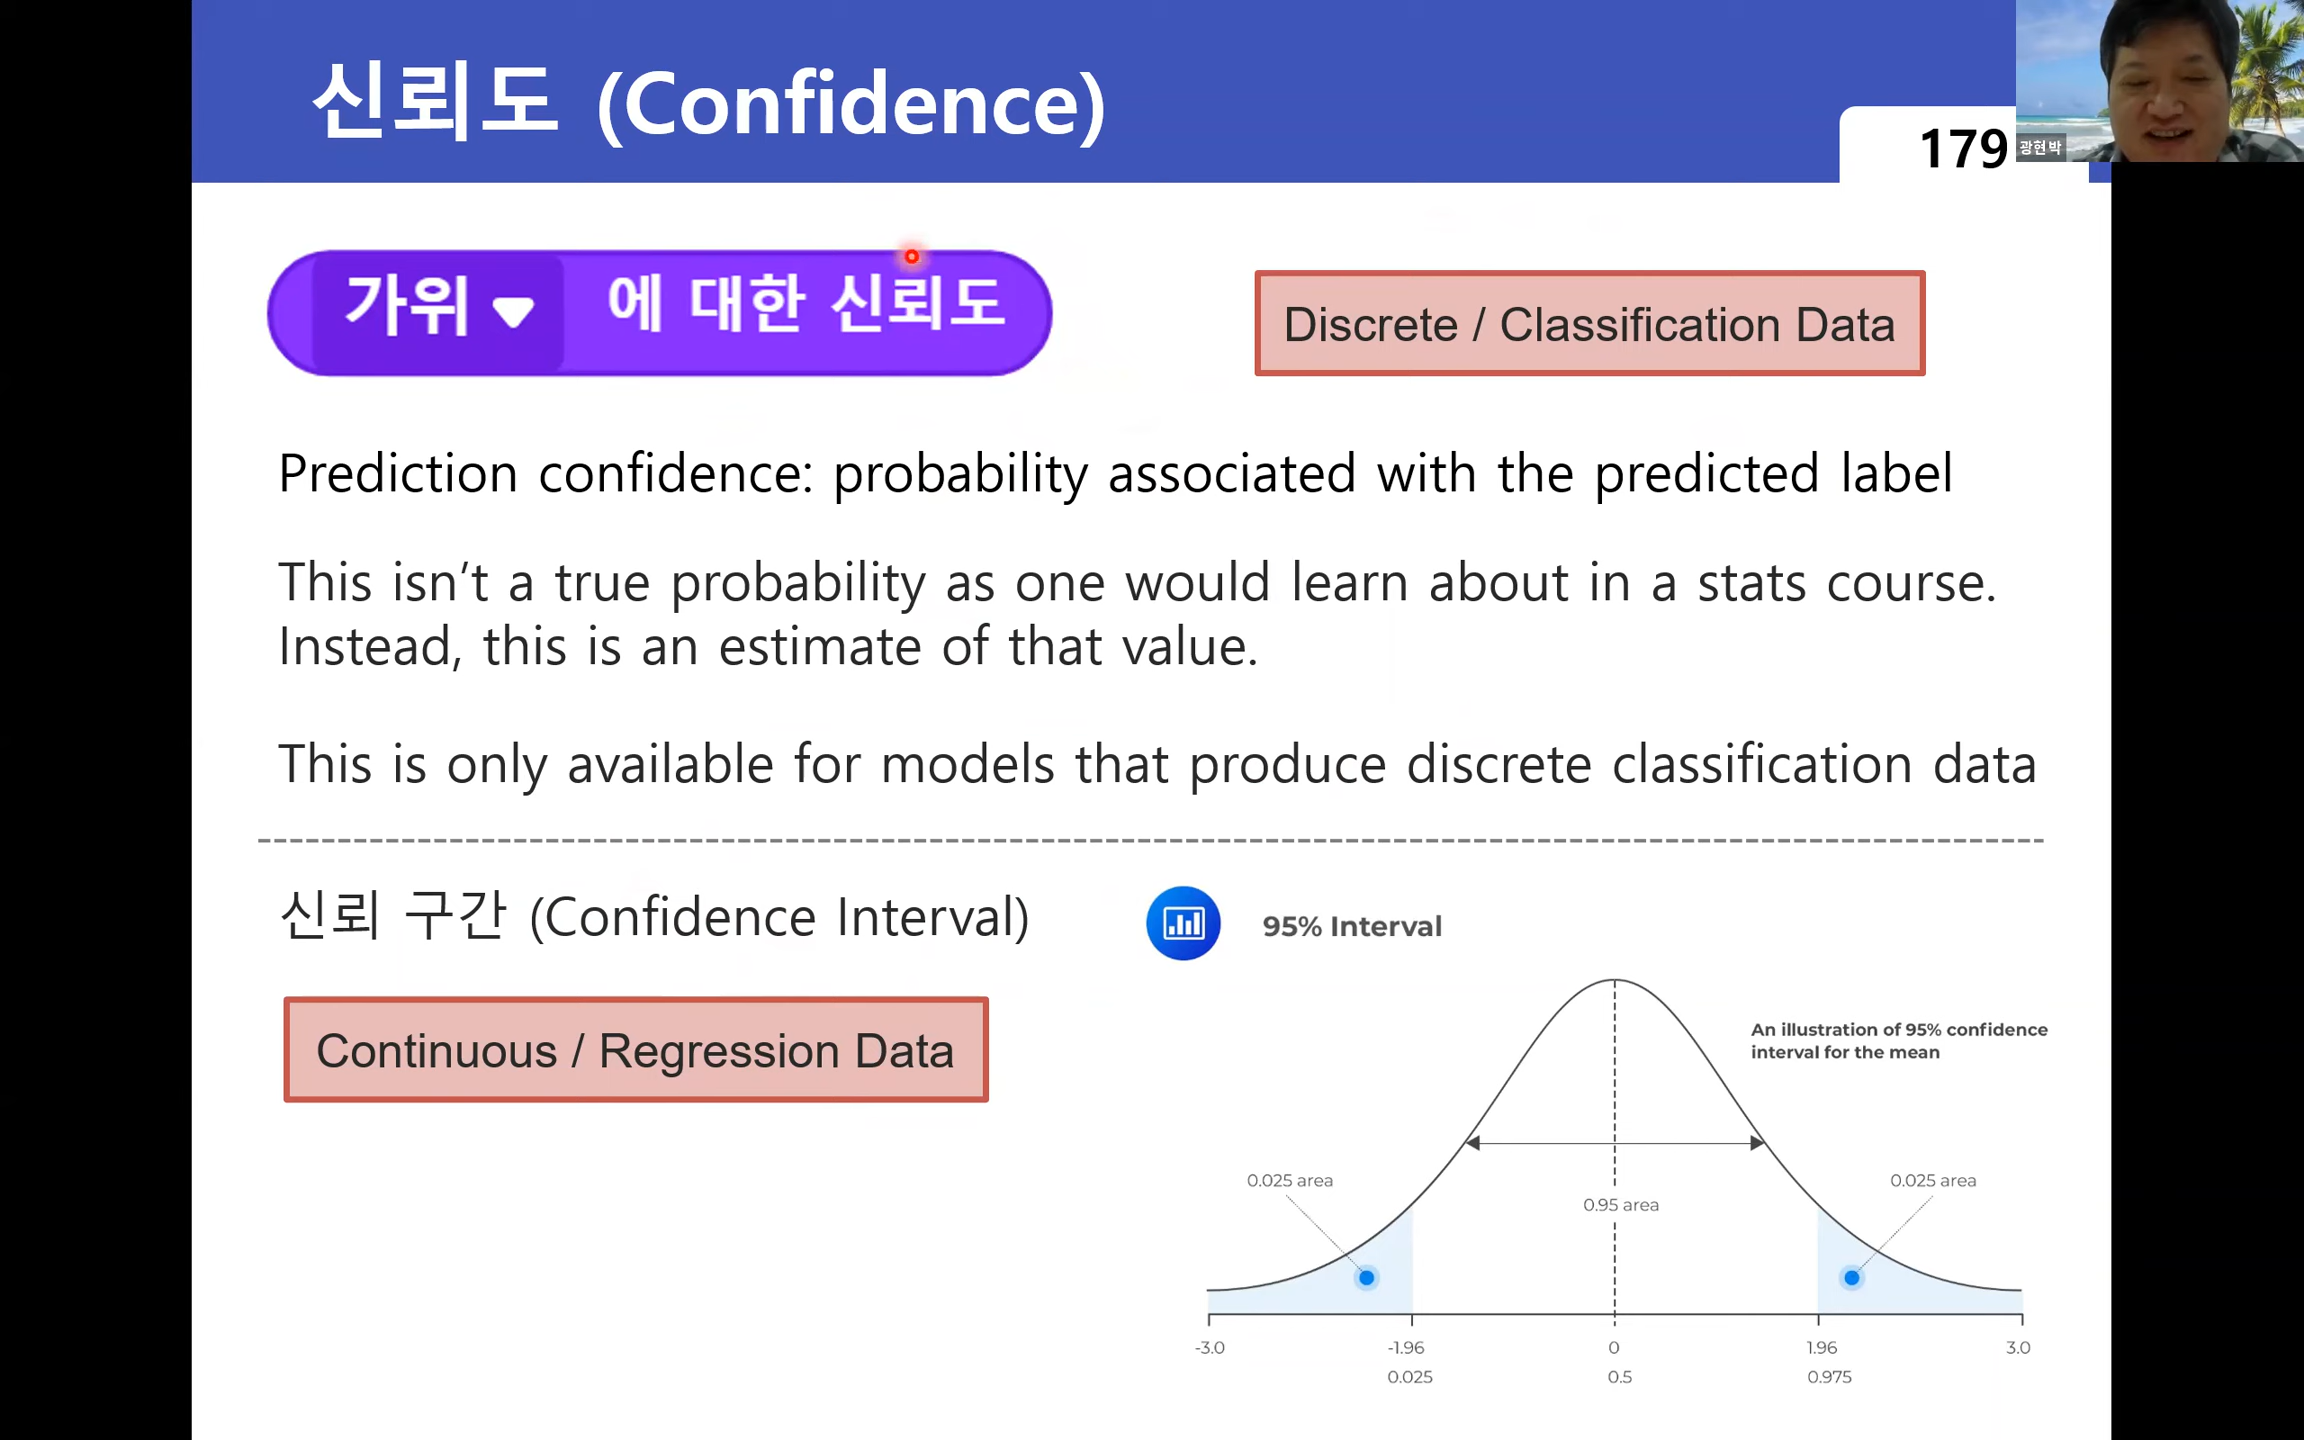 신뢰도 (Confidence)
179
광현박
가위 에 대한 신뢰도
Discrete / Classification Data
Prediction confidence: probability associated with the predicted label
This isn’t a true probability as one would learn about in a stats course.
Instead, this is an estimate of that value.
This is only available for models that produce discrete classification data
신뢰 구간 (Confidence Interval)
95% Interval
Continuous / Regression Data
An illustration of 95% confidence
interval for the mean
0.025 area
0.95 area
0.025 area
-3.0 -1.96 0 1.96 3.0
0.025 0.5 0.975